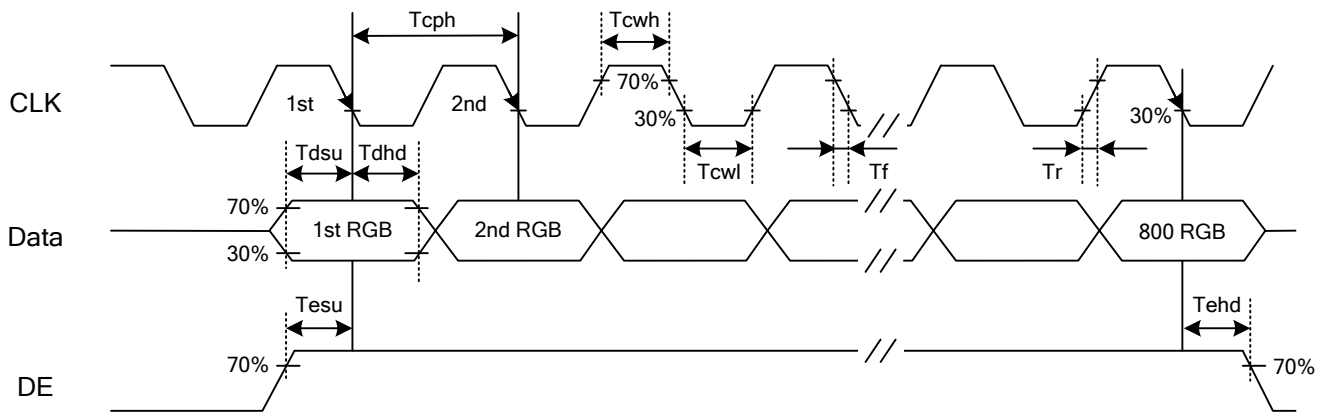 Tcph
Tcwh
CLK
1st
2nd
70%
30%
30%
Tdsu
Tdhd
Tcwl
Tf
Tr
Data
70%
30%
1st RGB
2nd RGB
800 RGB
Tesu
Tehd
DE
70%
70%